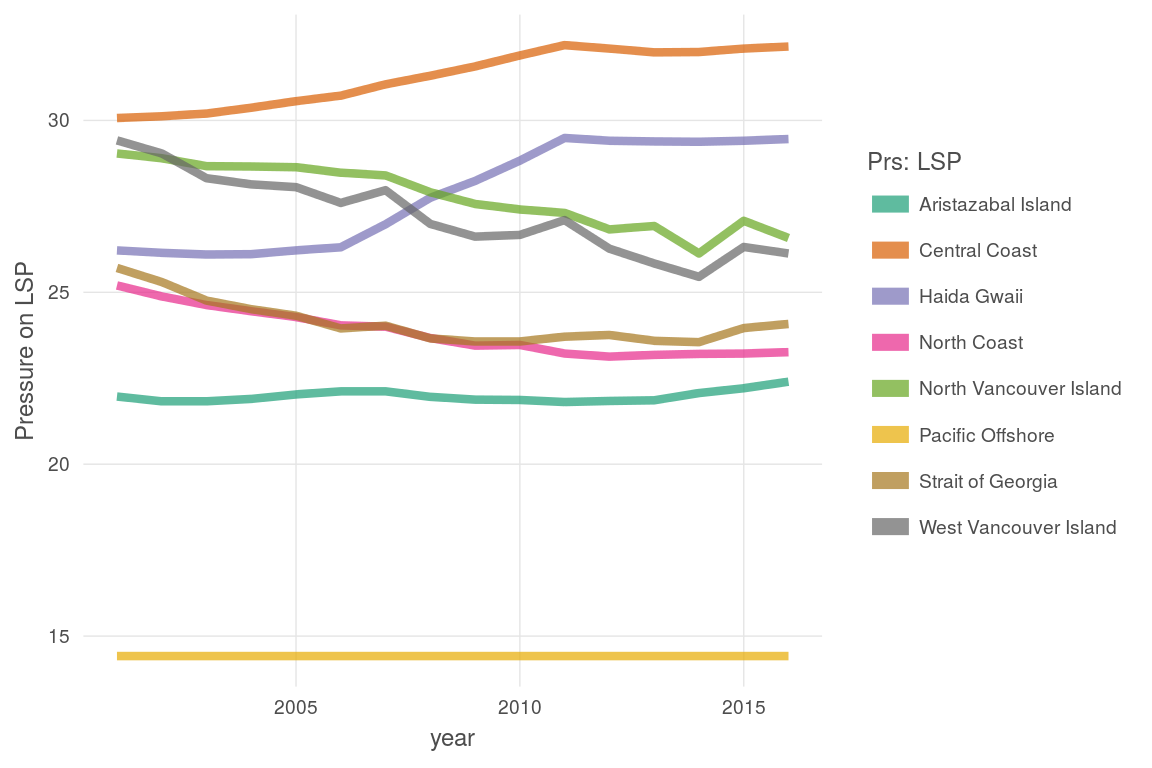 Pressure on LSP
30
25
20
15
2005
2010
2015
year
Prs: LSP
Aristazabal Island
Central Coast
Haida Gwaii
North Coast
North Vancouver Island
Pacific Offshore
Strait of Georgia
West Vancouver Island